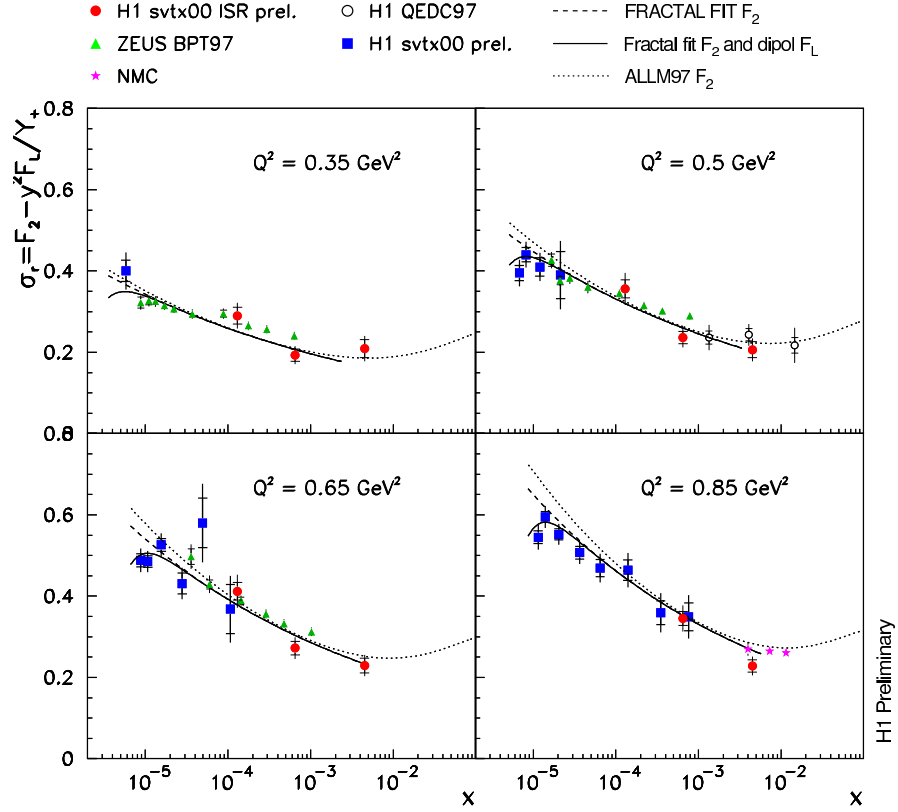 H1 svtx00 ISR prel.
H1 QEDC97
FRACTAL FIT F₂
ZEUS BPT97
H1 svtx00 prel.
Fractal fit F₂ and dipol F_L
NMC
ALLM97 F₂
σᵣ=F₂-y²F_L/Y₊
0.8
0.6
0.4
0.2
0
Q² = 0.35 GeV²
Q² = 0.5 GeV²
0.8
0.6
0.4
0.2
0
Q² = 0.65 GeV²
Q² = 0.85 GeV²
10⁻⁵ 10⁻⁴ 10⁻³ 10⁻² 10⁻⁵ 10⁻⁴ 10⁻³ 10⁻²
x x
H1 Preliminary